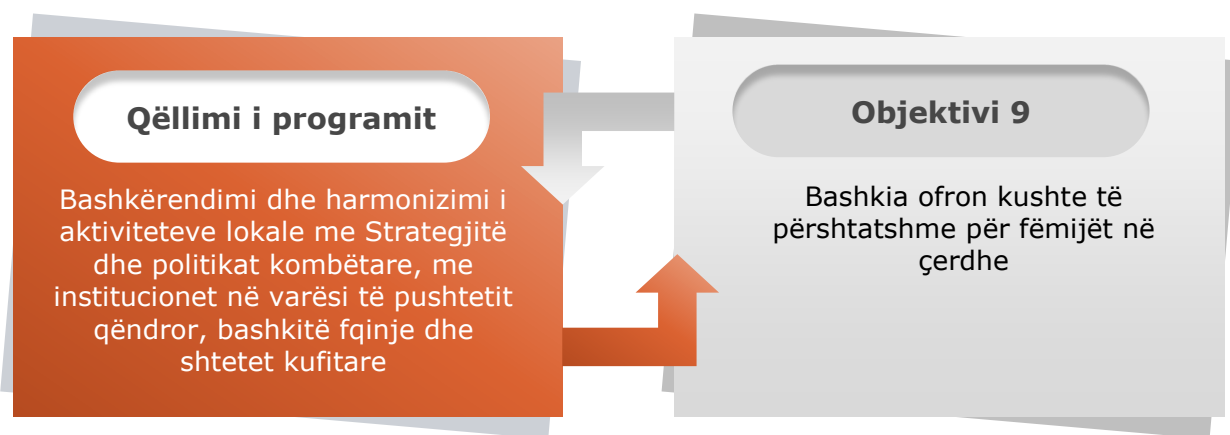 Qëllimi i programit
Bashkërendimi dhe harmonizimi i
aktiviteteve lokale me Strategjitë
dhe politikat kombëtare, me
institucionet në varësi të pushtetit
qëndror, bashkitë fqinje dhe
shtetet kufitare
Objektivi 9
Bashkia ofron kushte të
përshtatshme për fëmijët në
çerdhe